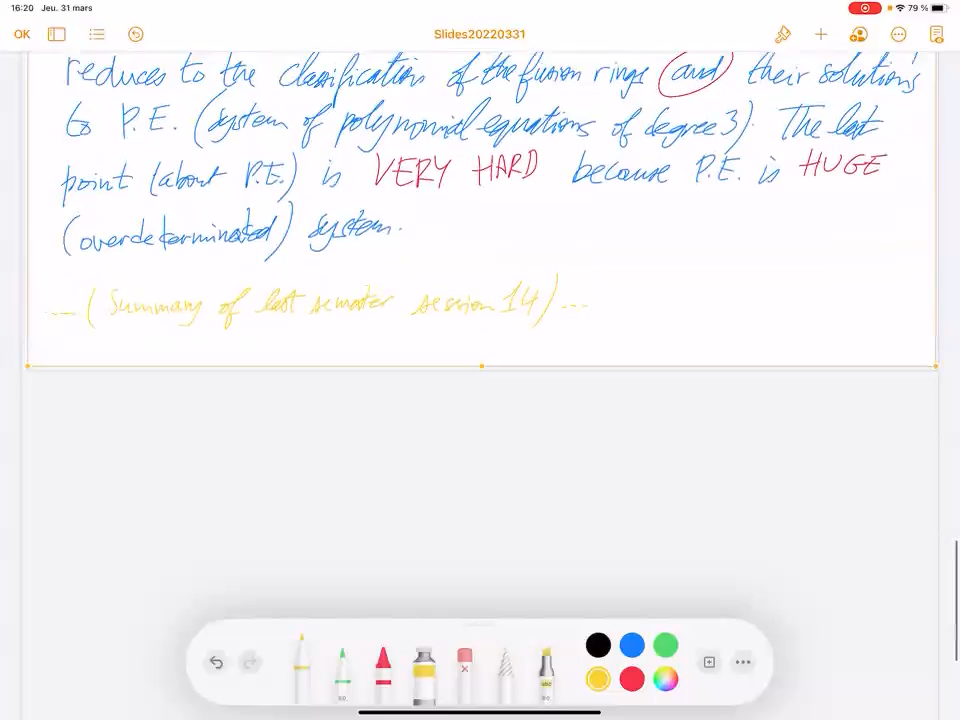 16:20 Jeu. 31 mars
79 %
OK
Slides20220331
reduces to the classification of the fusion rings (and) their solution's
to P.E. (system of polynomial equations of degree 3). The last
point (about P.E.) is VERY HARD because P.E. is HUGE
(overdeterminated) system.
... (Summary of last semester session 14) ...